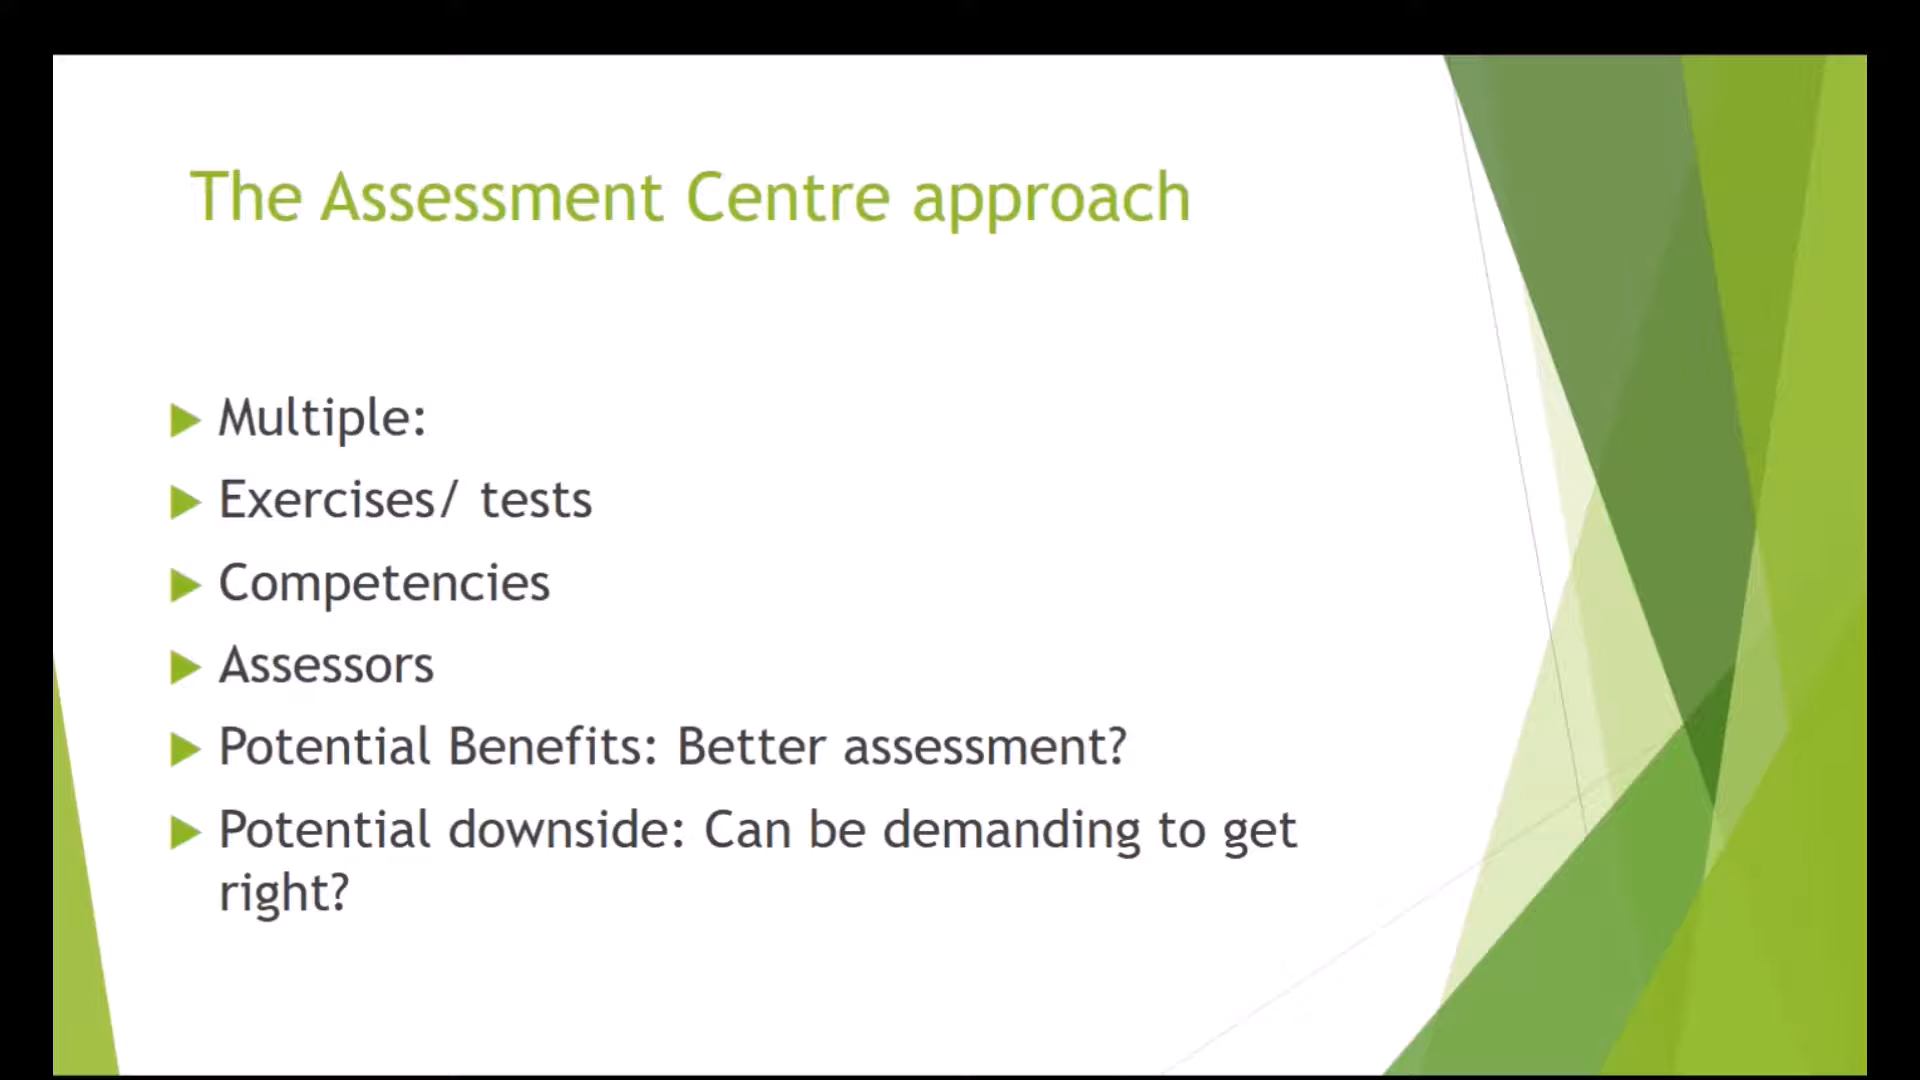 The Assessment Centre approach
Multiple:
Exercises/ tests
Competencies
Assessors
Potential Benefits: Better assessment?
Potential downside: Can be demanding to get
right?